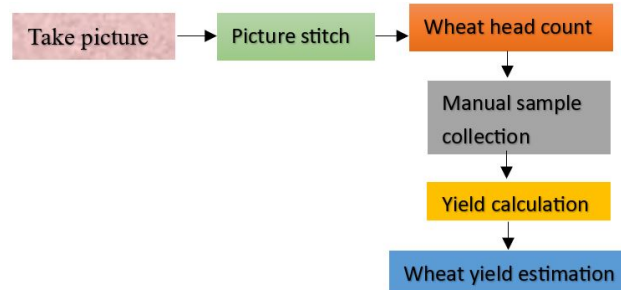 Take picture
Picture stitch
Wheat head count
Manual sample
collection
Yield calculation
Wheat yield estimation